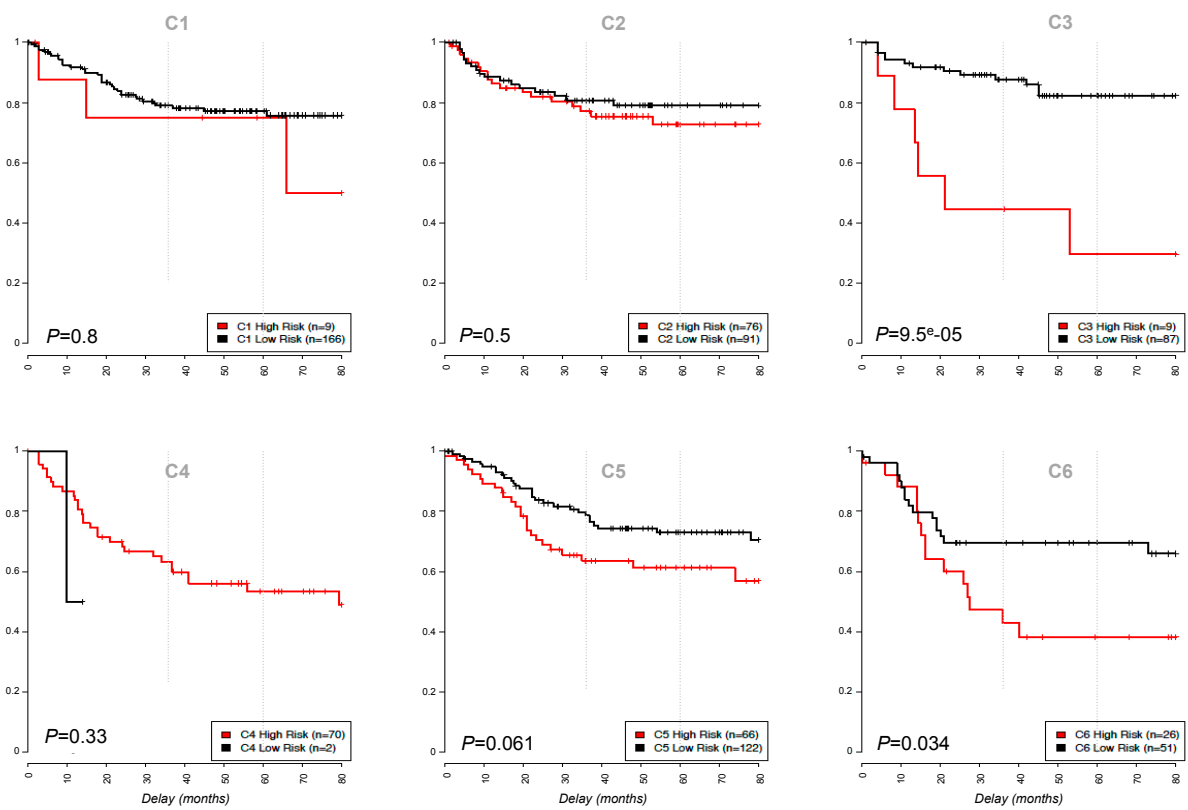 C1
1
0.8
0.6
0.4
0.2
0
P=0.8
C1 High Risk (n=9)
C1 Low Risk (n=166)
0 10 20 30 40 50 60 70 80
C2
1
0.8
0.6
0.4
0.2
0
P=0.5
C2 High Risk (n=76)
C2 Low Risk (n=91)
0 10 20 30 40 50 60 70 80
C3
1
0.8
0.6
0.4
0.2
0
P=9.5e-05
C3 High Risk (n=9)
C3 Low Risk (n=87)
0 10 20 30 40 50 60 70 80
C4
1
0.8
0.6
0.4
0.2
0
P=0.33
C4 High Risk (n=70)
C4 Low Risk (n=2)
0 10 20 30 40 50 60 70 80
Delay (months)
C5
1
0.8
0.6
0.4
0.2
0
P=0.061
C5 High Risk (n=66)
C5 Low Risk (n=122)
0 10 20 30 40 50 60 70 80
Delay (months)
C6
1
0.8
0.6
0.4
0.2
0
P=0.034
C6 High Risk (n=26)
C6 Low Risk (n=51)
0 10 20 30 40 50 60 70 80
Delay (months)